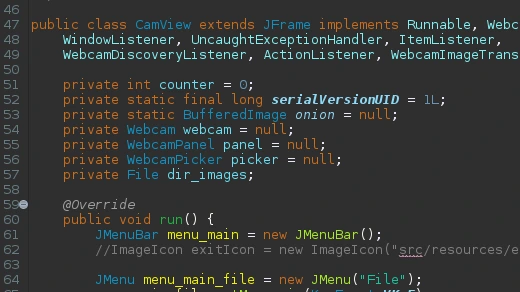 46
47 public class CamView extends JFrame implements Runnable, Webc
48 WindowListener, UncaughtExceptionHandler, ItemListener,
49 WebcamDiscoveryListener, ActionListener, WebcamImageTrans
50
51 private int counter = 0;
52 private static final long serialVersionUID = 1L;
53 private static BufferedImage onion = null;
54 private Webcam webcam = null;
55 private WebcamPanel panel = null;
56 private WebcamPicker picker = null;
57 private File dir_images;
58
59 @Override
60 public void run() {
61 JMenuBar menu_main = new JMenuBar();
62 //ImageIcon exitIcon = new ImageIcon("src/resources/e
63
64 JMenu menu_main_file = new JMenu("File");